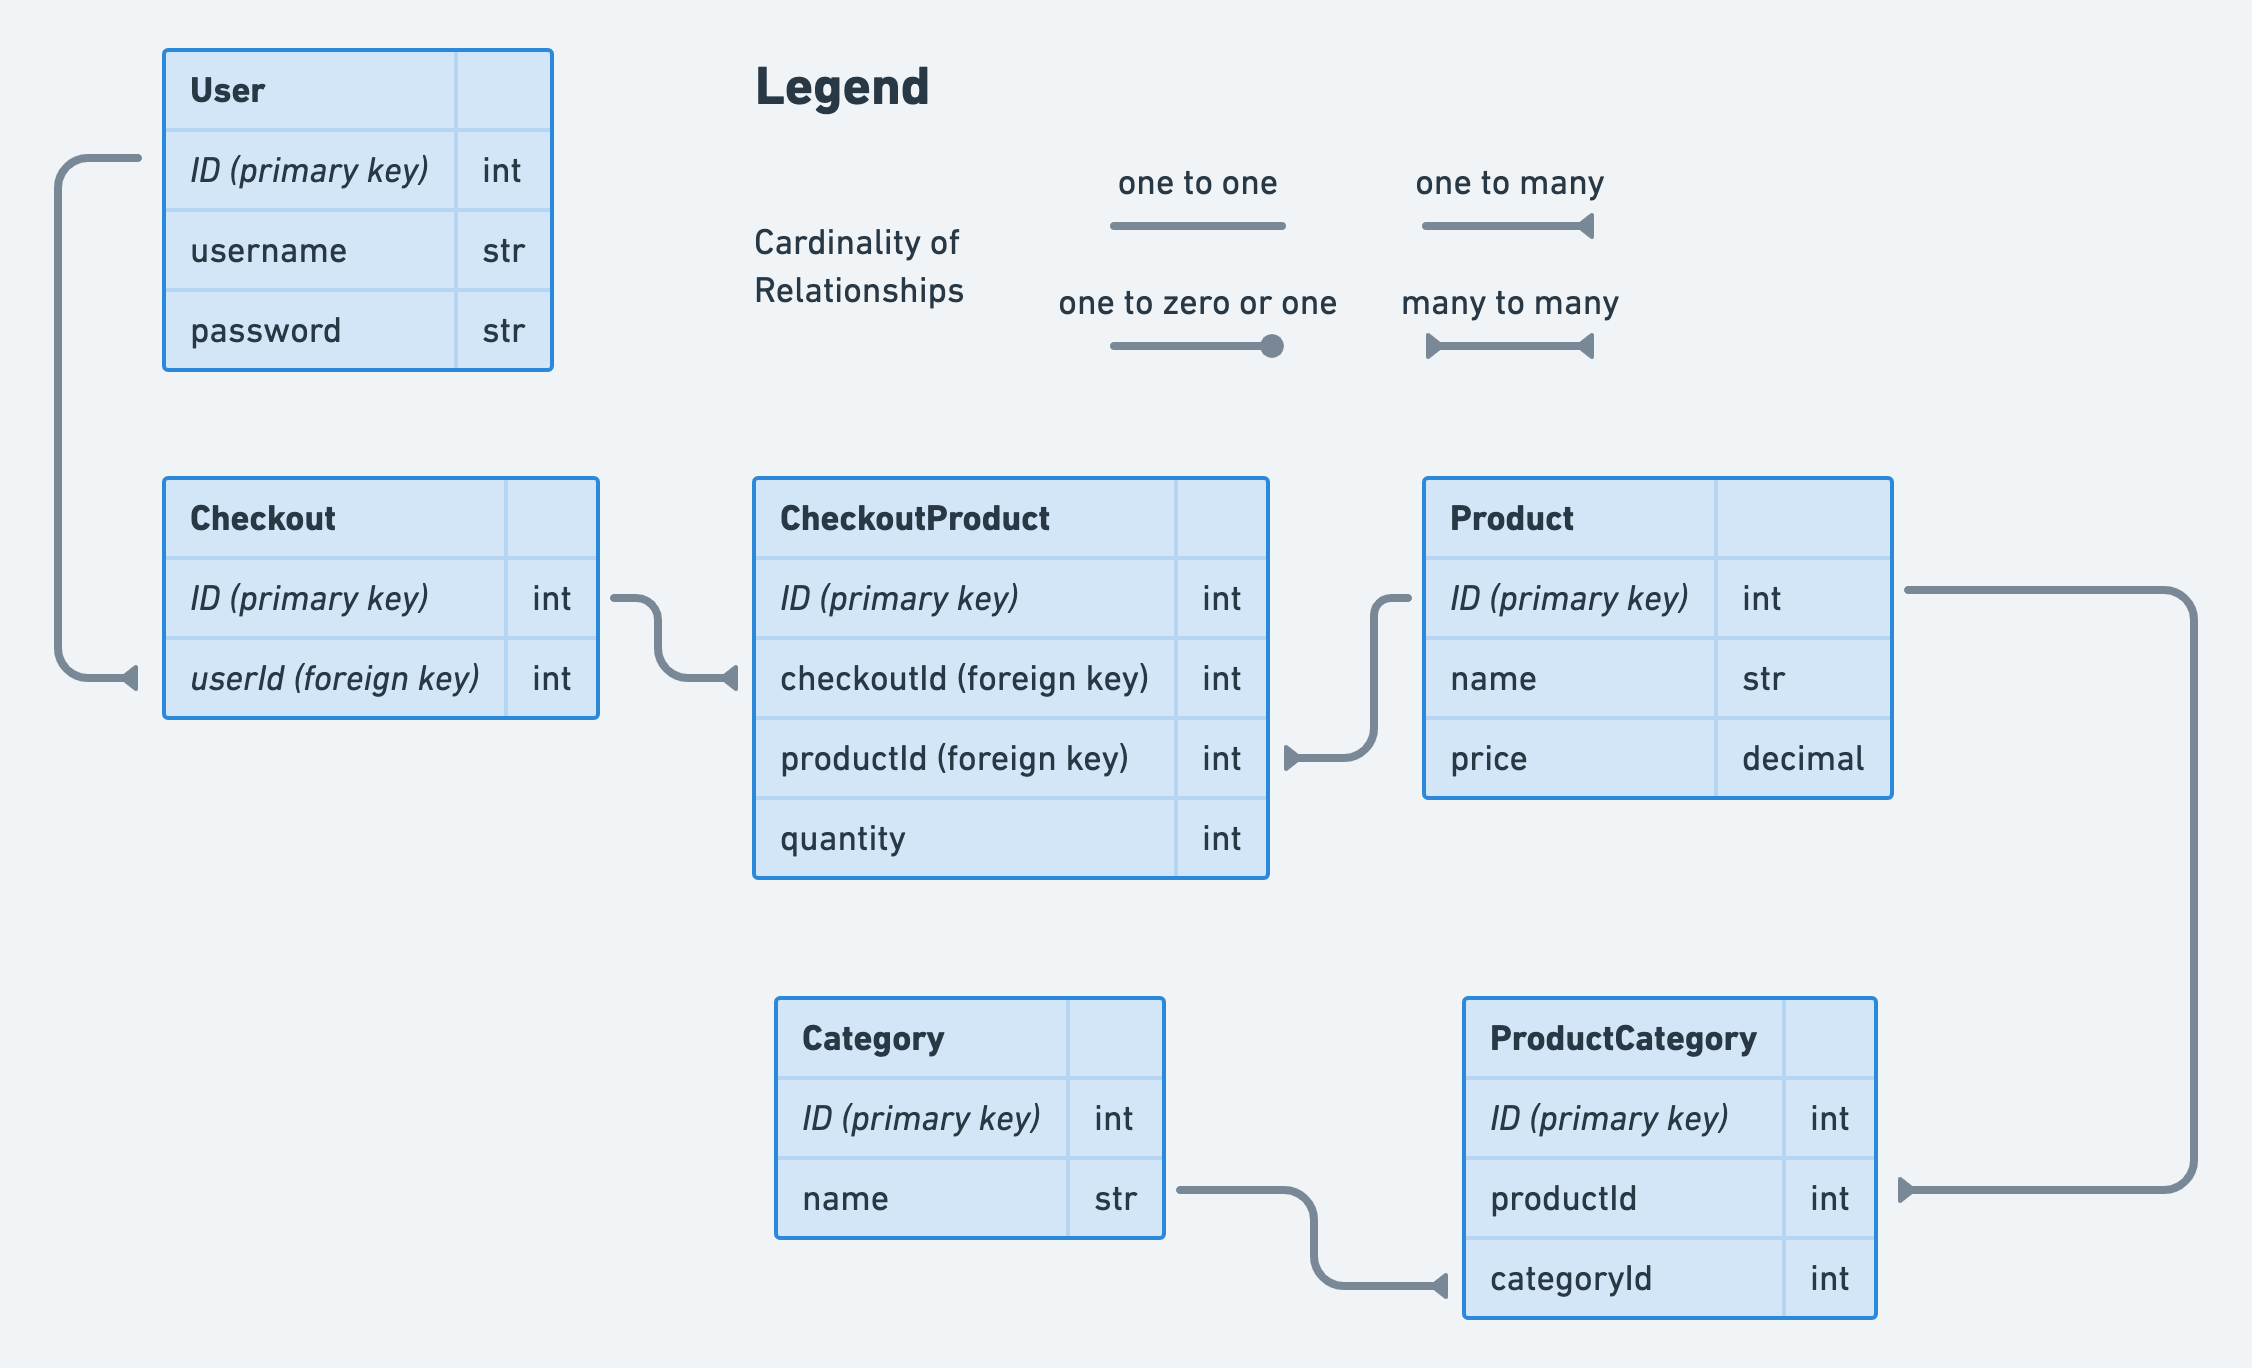 User
ID (primary key) int
username str
password str
Legend
Cardinality of
Relationships
one to one
one to many
one to zero or one
many to many
Checkout
ID (primary key) int
userId (foreign key) int
CheckoutProduct
ID (primary key) int
checkoutId (foreign key) int
productId (foreign key) int
quantity int
Product
ID (primary key) int
name str
price decimal
Category
ID (primary key) int
name str
ProductCategory
ID (primary key) int
productId int
categoryId int